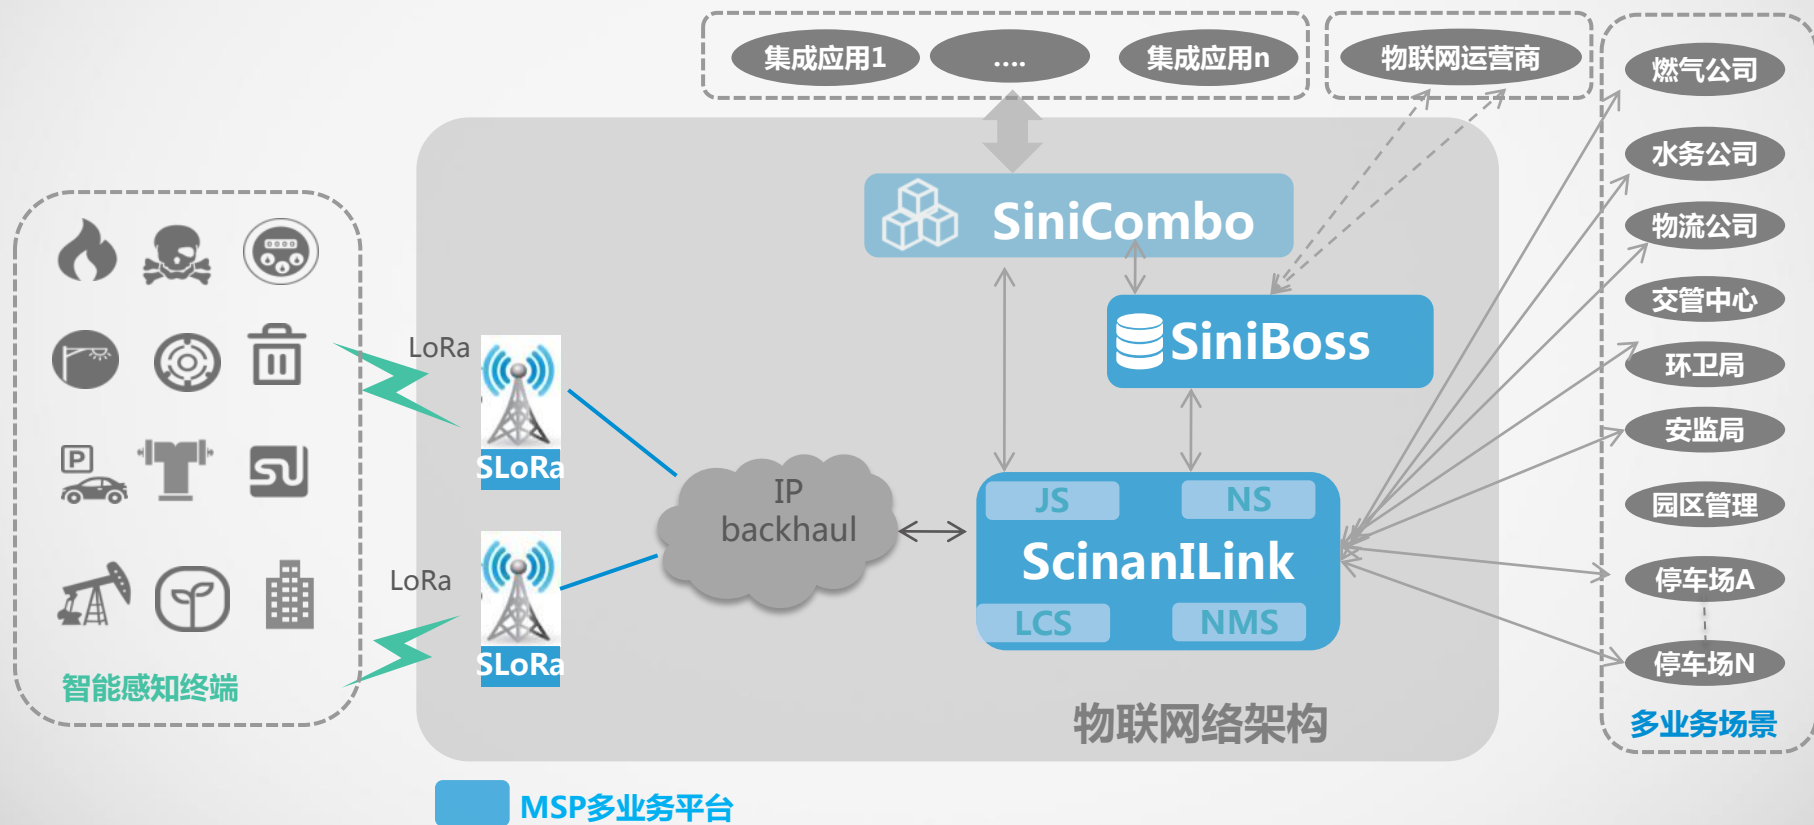 集成应用1
....
集成应用n
物联网运营商
燃气公司
水务公司
物流公司
交管中心
环卫局
安监局
园区管理
停车场A
停车场N
多业务场景
SiniCombo
SiniBoss
LoRa
SLoRa
IP
backhaul
JS
NS
ScinanILink
LCS
NMS
LoRa
SLoRa
P
智能感知终端
物联网络架构
MSP多业务平台